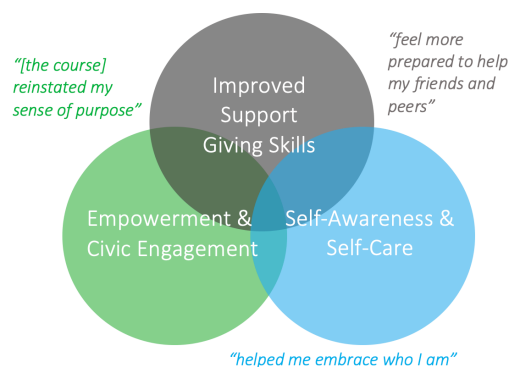 “[the course]
reinstated my
sense of purpose”
“feel more
prepared to help
my friends and
peers”
Improved
Support
Giving Skills
Empowerment &
Civic Engagement
Self-Awareness &
Self-Care
“helped me embrace who I am”